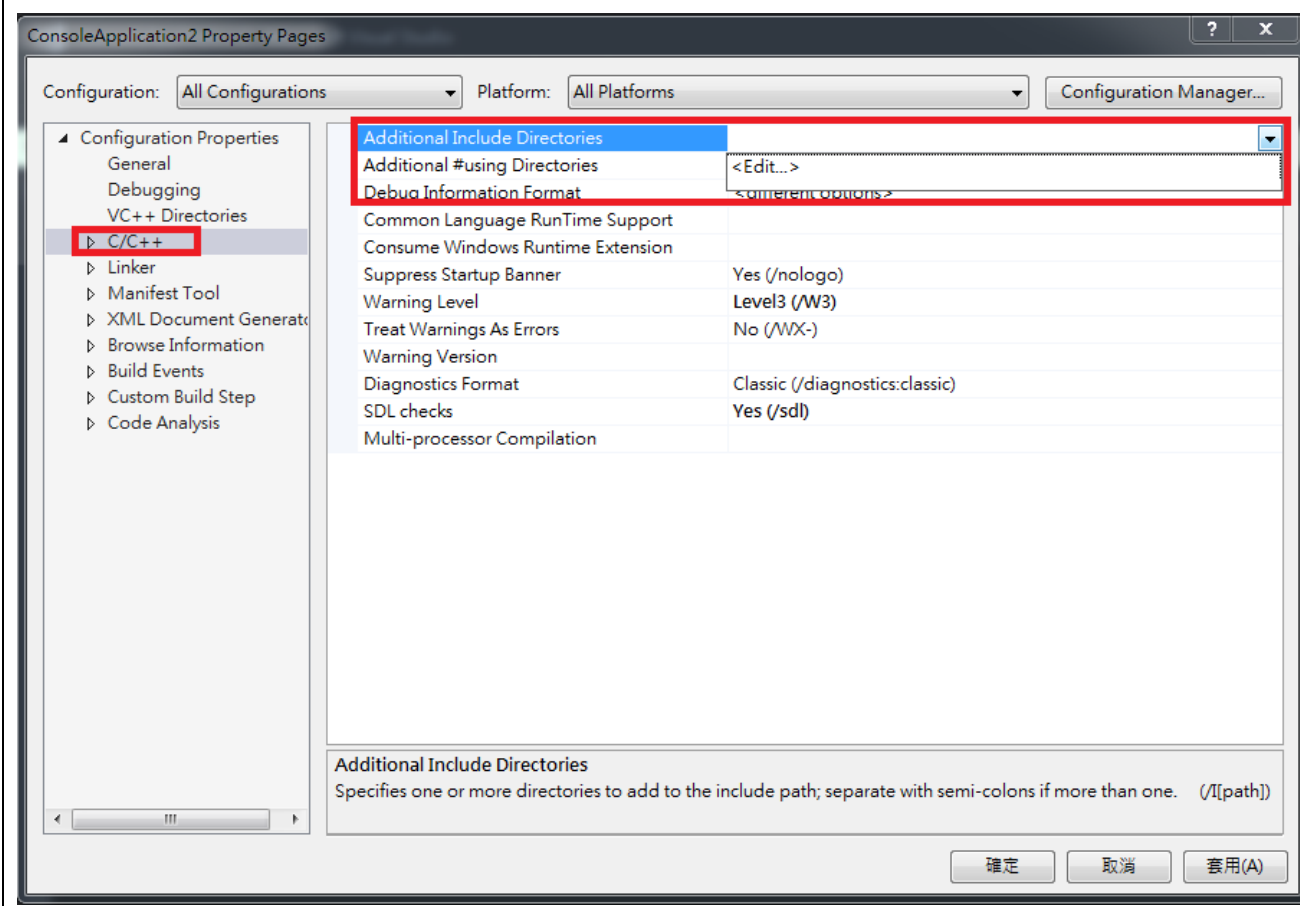 ConsoleApplication2 Property Pages
Configuration: All Configurations Platform: All Platforms Configuration Manager...
Configuration Properties
General
Debugging
VC++ Directories
C/C++
Linker
Manifest Tool
XML Document Generato
Browse Information
Build Events
Custom Build Step
Code Analysis
Additional Include Directories
Additional #using Directories <Edit...>
Debug Information Format <different options>
Common Language RunTime Support
Consume Windows Runtime Extension
Suppress Startup Banner Yes (/nologo)
Warning Level Level3 (/W3)
Treat Warnings As Errors No (/WX-)
Warning Version
Diagnostics Format Classic (/diagnostics:classic)
SDL checks Yes (/sdl)
Multi-processor Compilation
Additional Include Directories
Specifies one or more directories to add to the include path; separate with semi-colons if more than one. (/I[path])
確定 取消 套用(A)